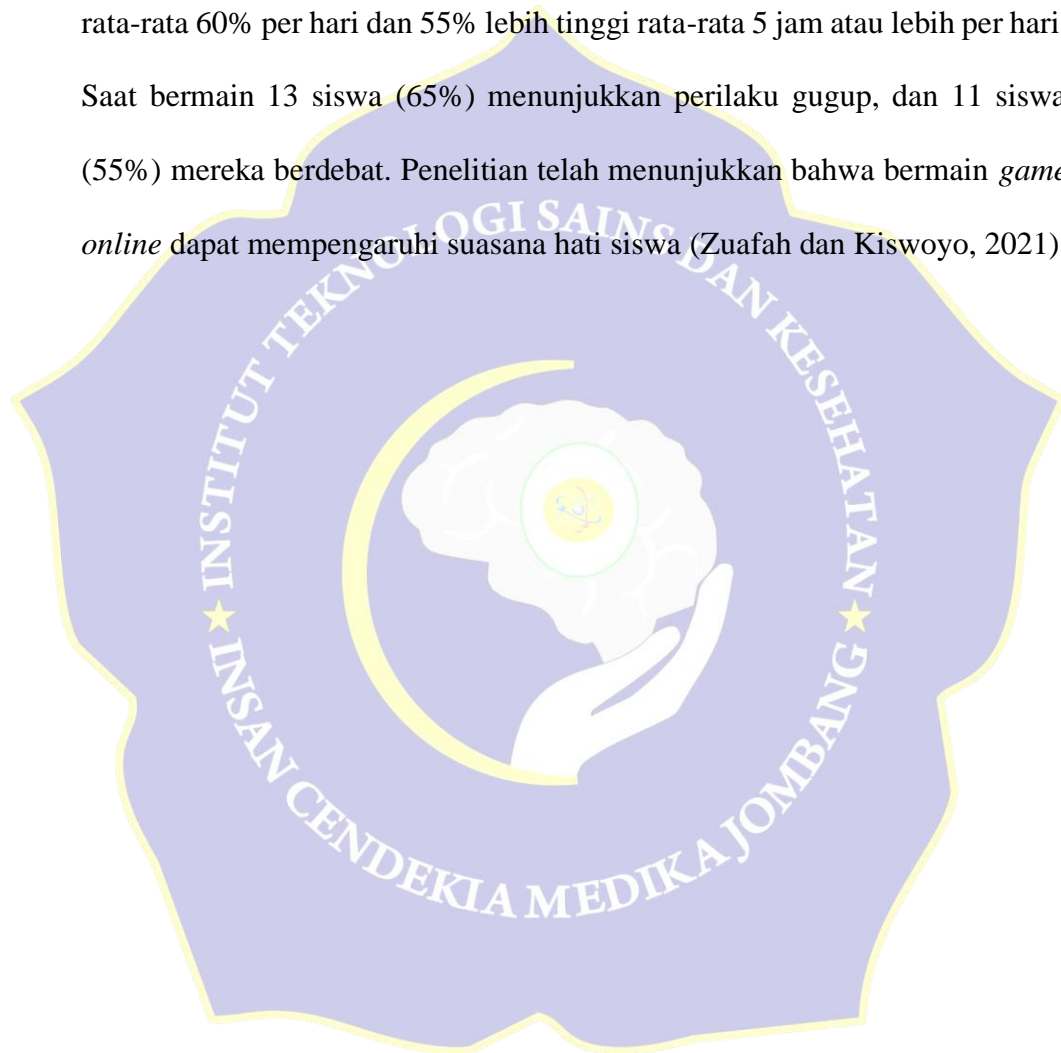 rata-rata 60% per hari dan 55% lebih tinggi rata-rata 5 jam atau lebih per hari
Saat bermain 13 siswa (65%) menunjukkan perilaku gugup, dan 11 siswa
(55%) mereka berdebat. Penelitian telah menunjukkan bahwa bermain game
online dapat mempengaruhi suasana hati siswa (Zuafah dan Kiswoyo, 2021)
INSTITUT TEKNOLOGI SAINS DAN KESEHATAN
INSAN CENDEKIA MEDIKA JOMBANG